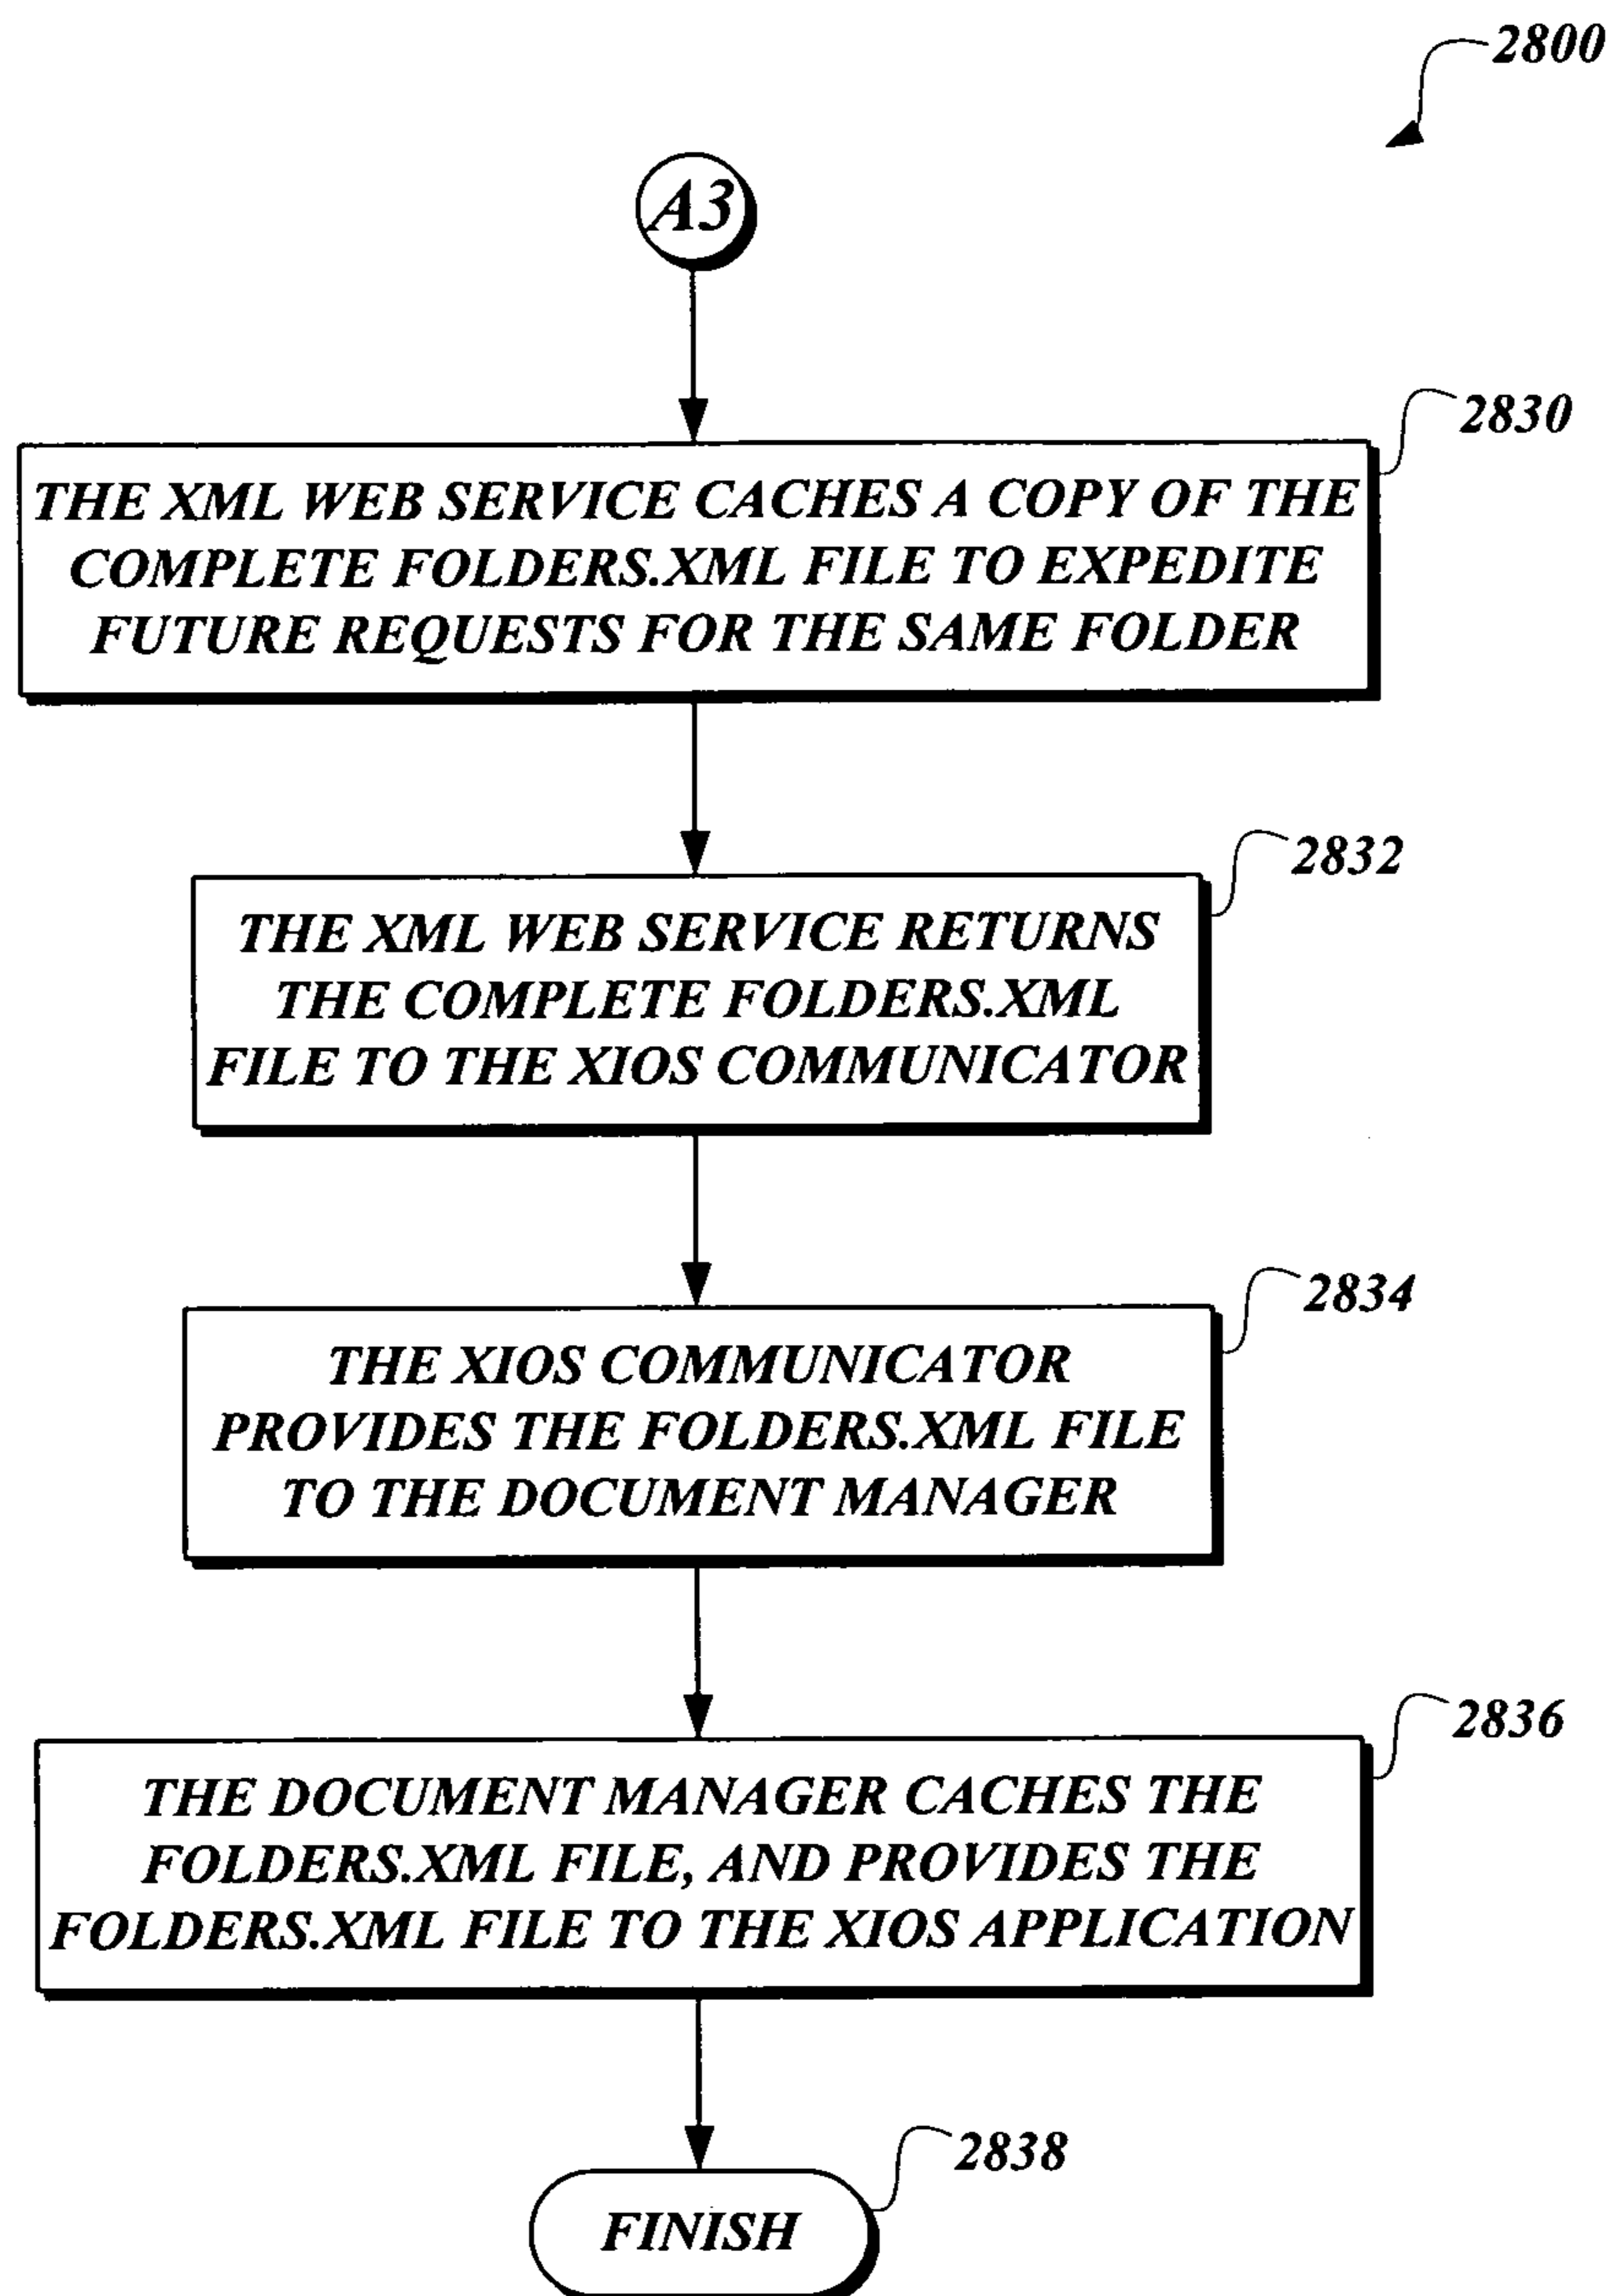 2800
A3
2830
THE XML WEB SERVICE CACHES A COPY OF THE
COMPLETE FOLDERS.XML FILE TO EXPEDITE
FUTURE REQUESTS FOR THE SAME FOLDER
2832
THE XML WEB SERVICE RETURNS
THE COMPLETE FOLDERS.XML
FILE TO THE XIOS COMMUNICATOR
2834
THE XIOS COMMUNICATOR
PROVIDES THE FOLDERS.XML FILE
TO THE DOCUMENT MANAGER
2836
THE DOCUMENT MANAGER CACHES THE
FOLDERS.XML FILE, AND PROVIDES THE
FOLDERS.XML FILE TO THE XIOS APPLICATION
2838
FINISH